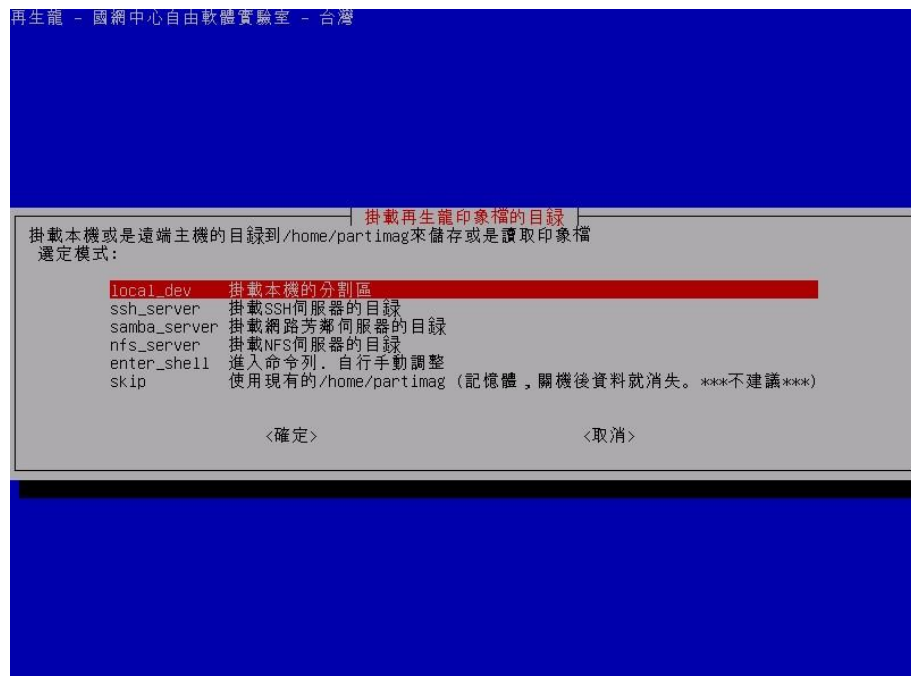 再生龍 - 國網中心自由軟體實驗室 - 台灣
掛載再生龍印象檔的目録
掛載本機或是遠端主機的目録到/home/partimag來儲存或是讀取印象檔
選定模式:
local_dev 掛載本機的分割區
ssh_server 掛載SSH伺服器的目録
samba_server 掛載網路芳鄰伺服器的目録
nfs_server 掛載NFS伺服器的目録
enter_shell 進入命令列. 自行手動調整
skip 使用現有的/home/partimag (記憶體,關機後資料就消失。***不建議***)
<確定> <取消>